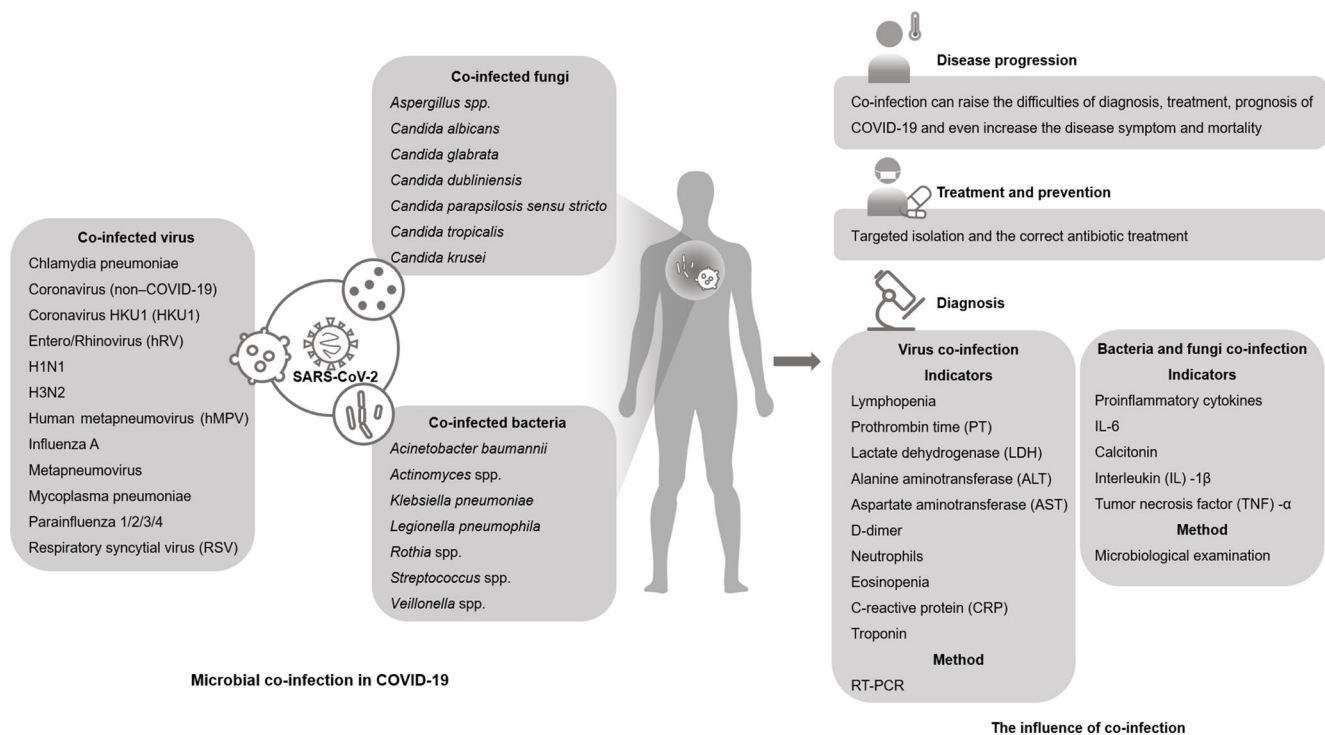 Co-infected fungi
Aspergillus spp.
Candida albicans
Candida glabrata
Candida dubliniensis
Candida parapsilosis sensu stricto
Candida tropicalis
Candida krusei
Co-infected virus
Chlamydia pneumoniae
Coronavirus (non–COVID-19)
Coronavirus HKU1 (HKU1)
Entero/Rhinovirus (hRV)
H1N1
H3N2
Human metapneumovirus (hMPV)
Influenza A
Metapneumovirus
Mycoplasma pneumoniae
Parainfluenza 1/2/3/4
Respiratory syncytial virus (RSV)
SARS-CoV-2
Co-infected bacteria
Acinetobacter baumannii
Actinomyces spp.
Klebsiella pneumoniae
Legionella pneumophila
Rothia spp.
Streptococcus spp.
Veillonella spp.
Microbial co-infection in COVID-19
Disease progression
Co-infection can raise the difficulties of diagnosis, treatment, prognosis of
COVID-19 and even increase the disease symptom and mortality
Treatment and prevention
Targeted isolation and the correct antibiotic treatment
Diagnosis
Virus co-infection
Indicators
Lymphopenia
Prothrombin time (PT)
Lactate dehydrogenase (LDH)
Alanine aminotransferase (ALT)
Aspartate aminotransferase (AST)
D-dimer
Neutrophils
Eosinopenia
C-reactive protein (CRP)
Troponin
Method
RT-PCR
Bacteria and fungi co-infection
Indicators
Proinflammatory cytokines
IL-6
Calcitonin
Interleukin (IL) -1β
Tumor necrosis factor (TNF) -α
Method
Microbiological examination
The influence of co-infection